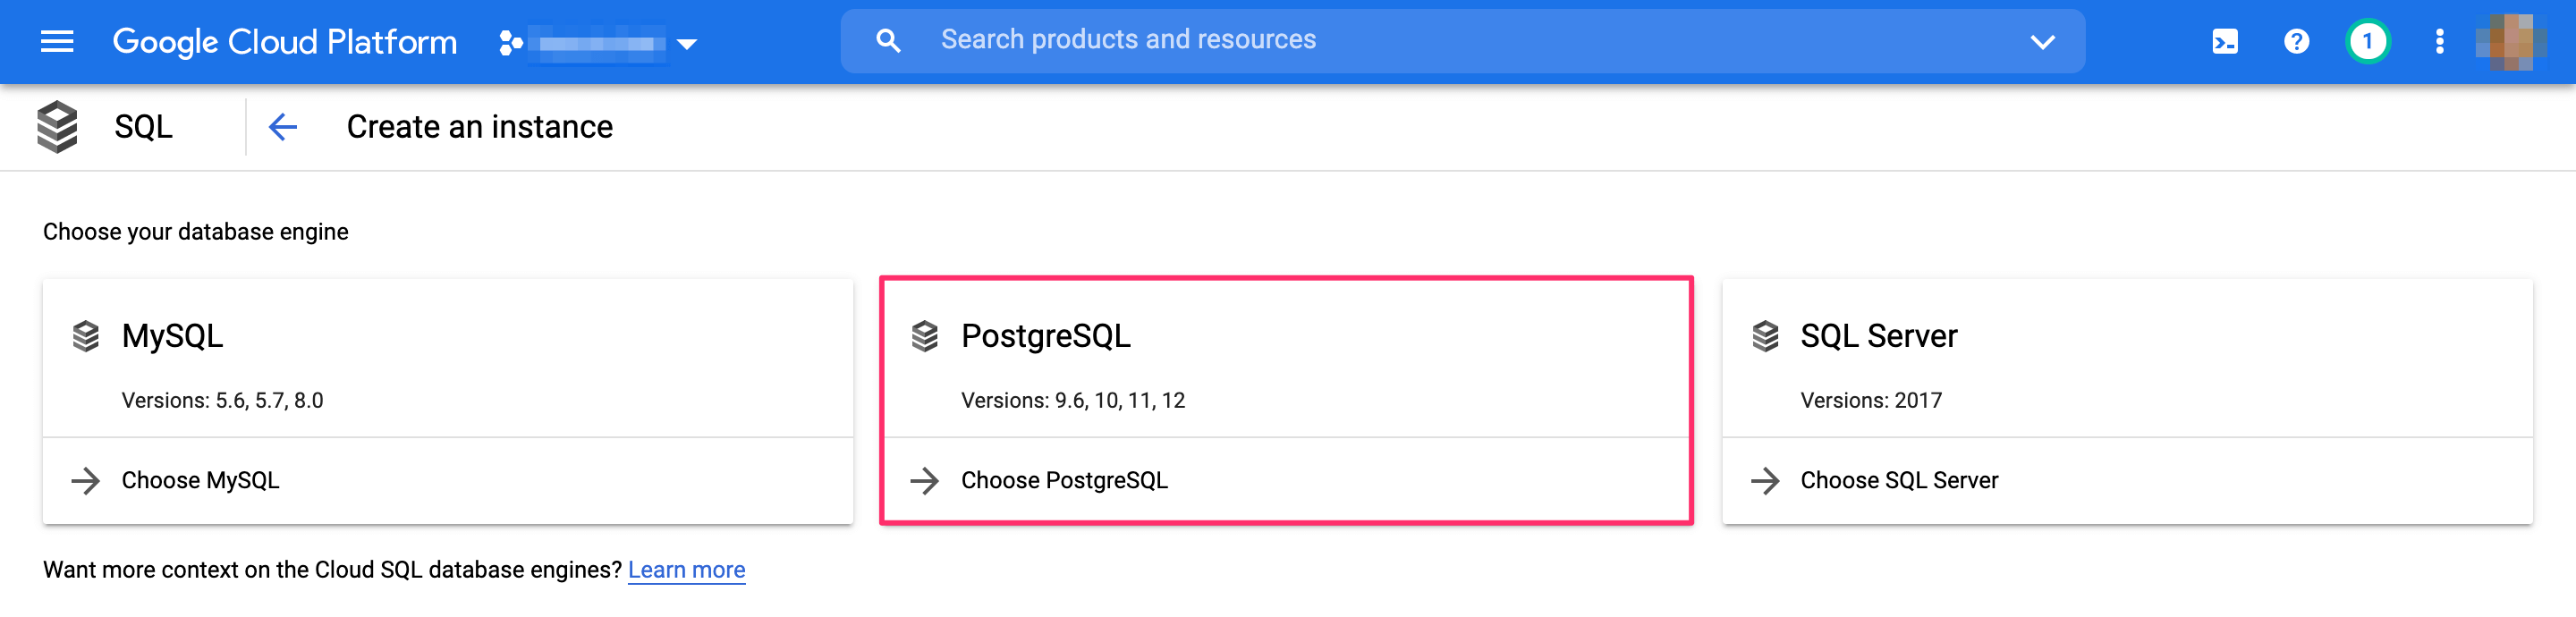 Google Cloud Platform
Search products and resources
1
SQL
Create an instance
Choose your database engine
MySQL
Versions: 5.6, 5.7, 8.0
Choose MySQL
PostgreSQL
Versions: 9.6, 10, 11, 12
Choose PostgreSQL
SQL Server
Versions: 2017
Choose SQL Server
Want more context on the Cloud SQL database engines? Learn more